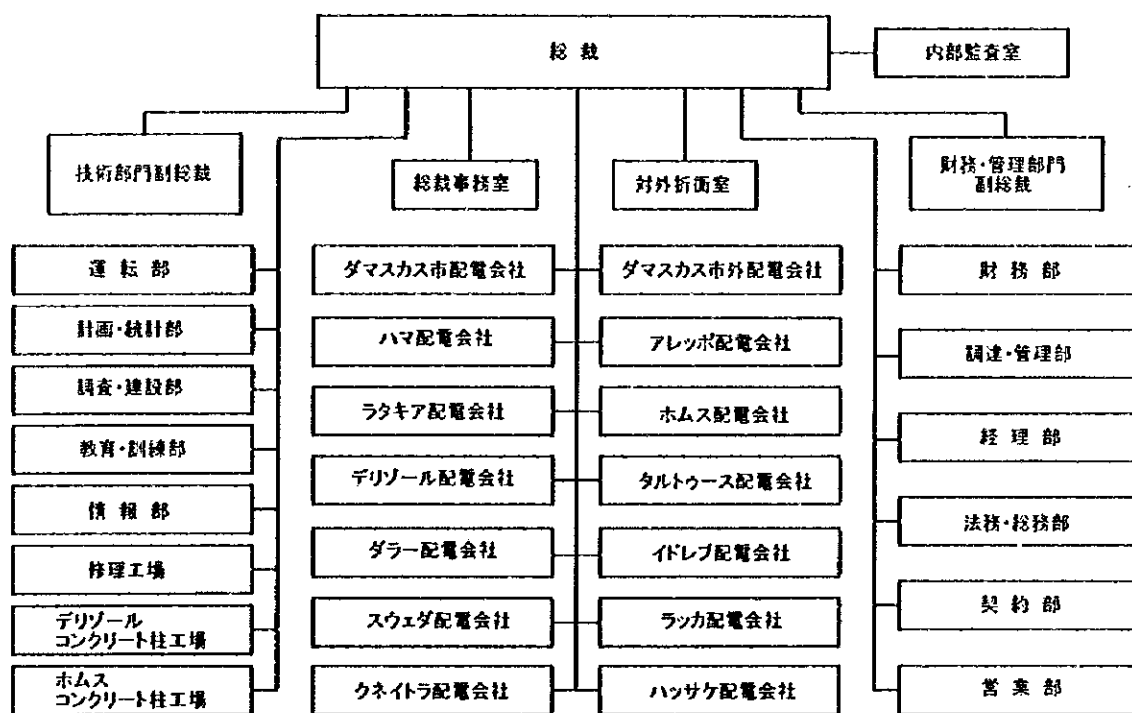 総裁
内部監査室
技術部門副総裁
総裁事務室
対外折衝室
財務・管理部門
副総裁
運転部
計画・統計部
調査・建設部
教育・訓練部
情報部
修理工場
デリゾール
コンクリート柱工場
ホムス
コンクリート柱工場
ダマスカス市配電会社
ハマ配電会社
ラタキア配電会社
デリゾール配電会社
ダラー配電会社
スウェダ配電会社
クネイトラ配電会社
ダマスカス市外配電会社
アレッポ配電会社
ホムス配電会社
タルトゥース配電会社
イドレブ配電会社
ラッカ配電会社
ハッサケ配電会社
財務部
調達・管理部
経理部
法務・総務部
契約部
営業部